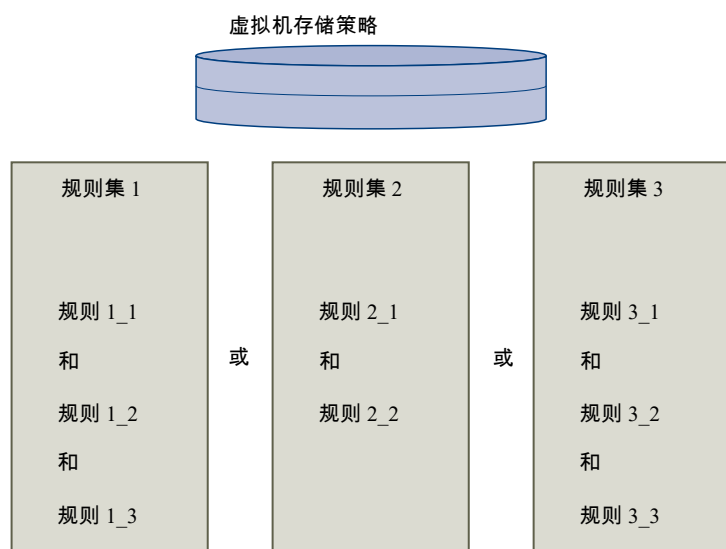 虚拟机存储策略
规则集 1
规则 1_1
和
规则 1_2
和
规则 1_3
或
规则集 2
规则 2_1
和
规则 2_2
或
规则集 3
规则 3_1
和
规则 3_2
和
规则 3_3